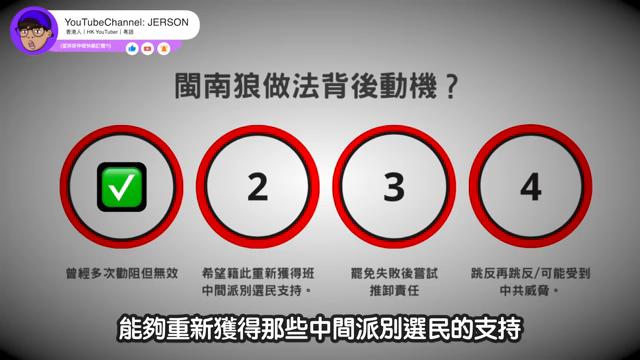 YouTubeChannel: JERSON
香港人 | HK YouTuber | 粵語
閩南狼做法背後動機？
2
3
4
曾經多次勸阻但無效
希望籍此重新獲得班
中間派別選民支持。
罷免失敗後嘗試
推卸責任
跳反再跳反/可能受到
中共威脅。
能夠重新獲得那些中間派別選民的支持